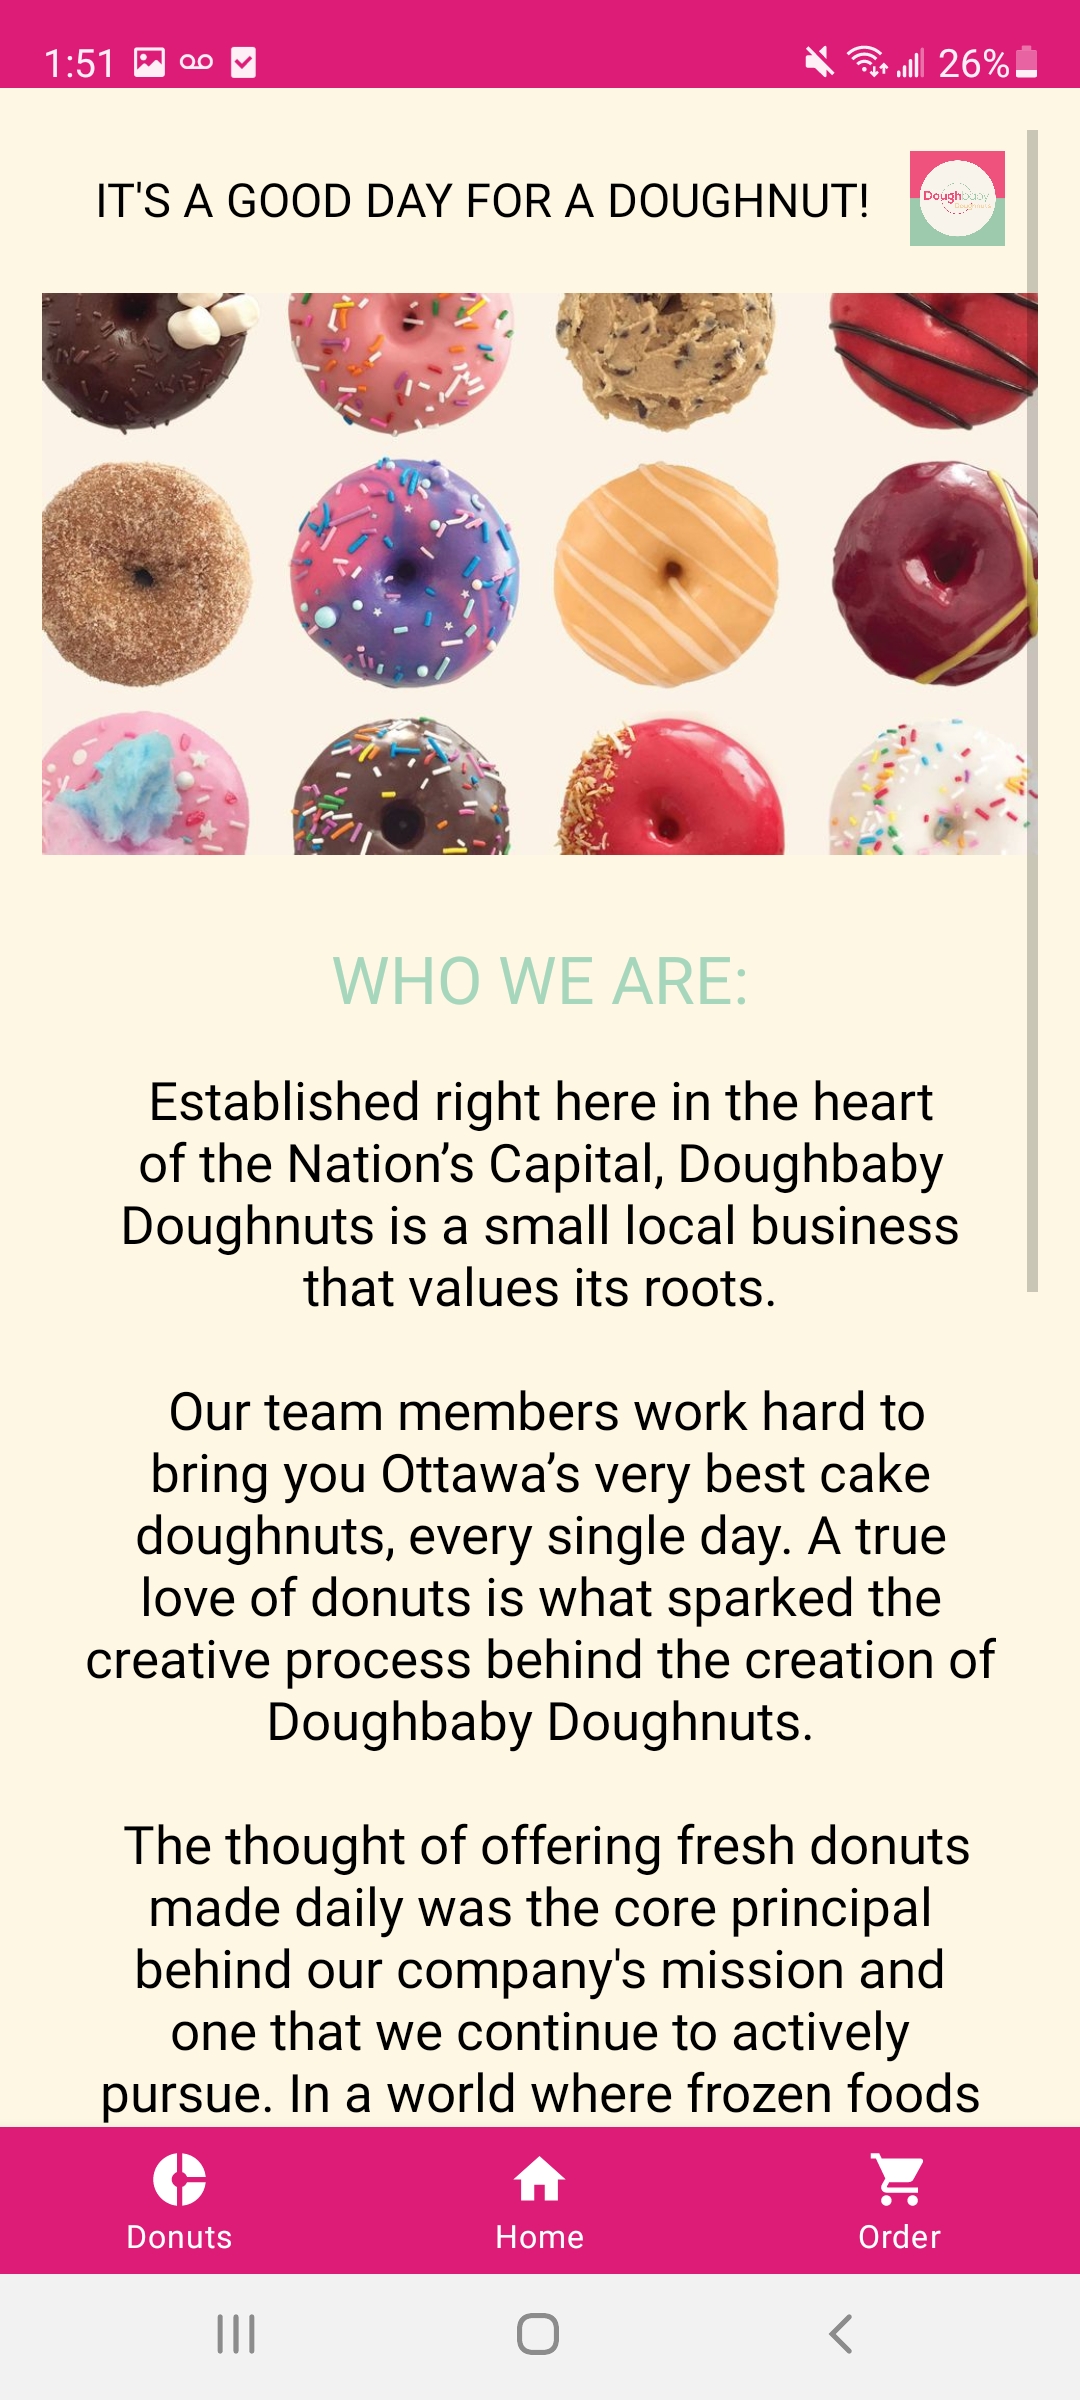 1:51 26%
IT'S A GOOD DAY FOR A DOUGHNUT!
Doughbaby
WHO WE ARE:
Established right here in the heart
of the Nation’s Capital, Doughbaby
Doughnuts is a small local business
that values its roots.
Our team members work hard to
bring you Ottawa’s very best cake
doughnuts, every single day. A true
love of donuts is what sparked the
creative process behind the creation of
Doughbaby Doughnuts.
The thought of offering fresh donuts
made daily was the core principal
behind our company's mission and
one that we continue to actively
pursue. In a world where frozen foods
Donuts Home Order